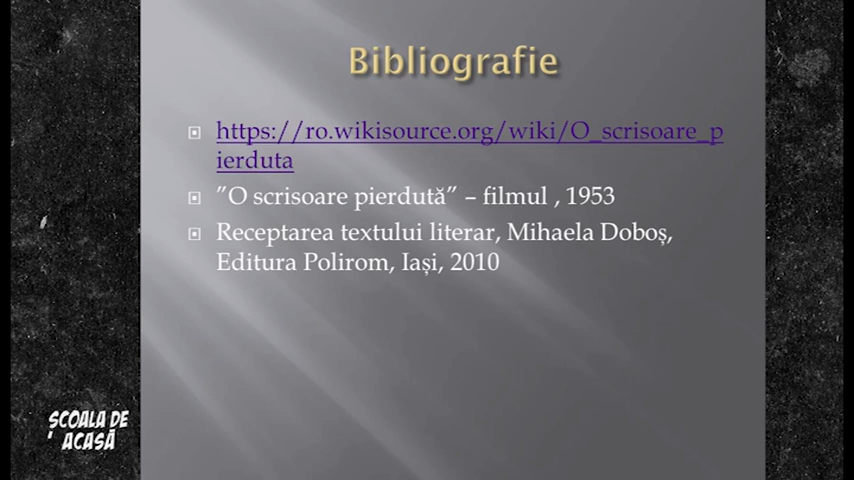 Bibliografie
https://ro.wikisource.org/wiki/O_scrisoare_p
ierduta
”O scrisoare pierdută” – filmul , 1953
Receptarea textului literar, Mihaela Doboș,
Editura Polirom, Iași, 2010
ȘCOALA DE
ACASĂ